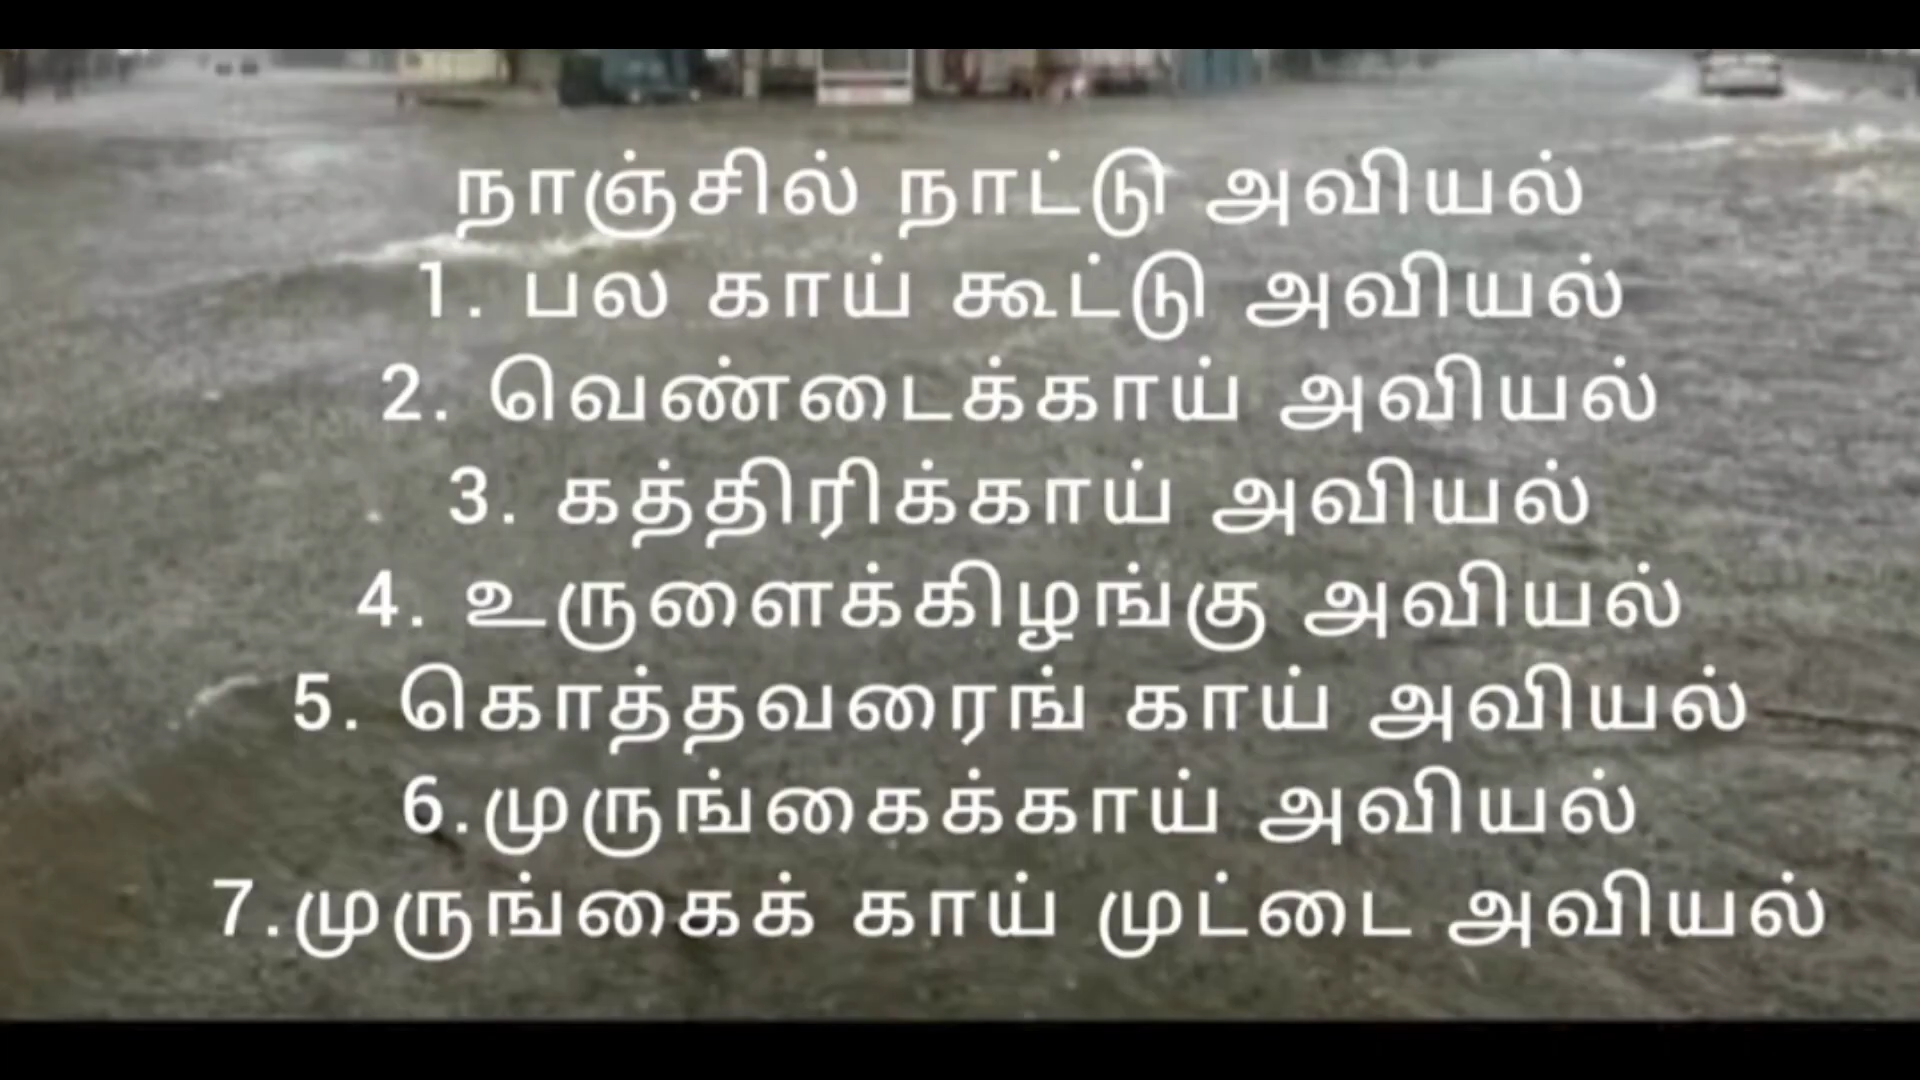 நாஞ்சில் நாட்டு அவியல்
1. பல காய் கூட்டு அவியல்
2. வெண்டைக்காய் அவியல்
3. கத்திரிக்காய் அவியல்
4. உருளைக்கிழங்கு அவியல்
5. கொத்தவரைங் காய் அவியல்
6.முருங்கைக்காய் அவியல்
7.முருங்கைக் காய் முட்டை அவியல்